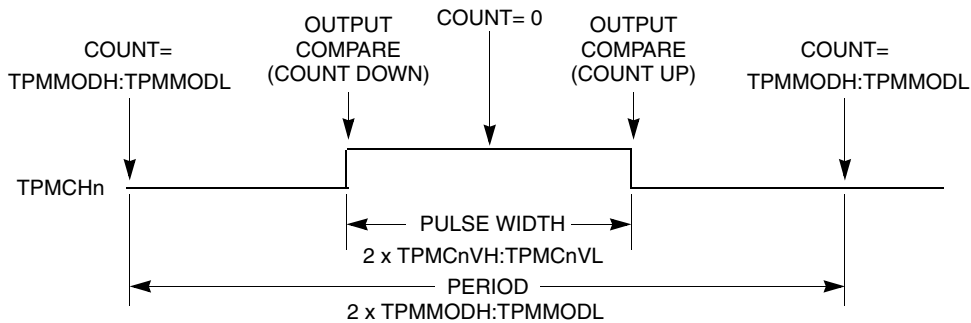 COUNT=
TPMMODH:TPMMODL
OUTPUT
COMPARE
(COUNT DOWN)
COUNT= 0
OUTPUT
COMPARE
(COUNT UP)
COUNT=
TPMMODH:TPMMODL
TPMCHn
PULSE WIDTH
2 x TPMCnVH:TPMCnVL
PERIOD
2 x TPMMODH:TPMMODL